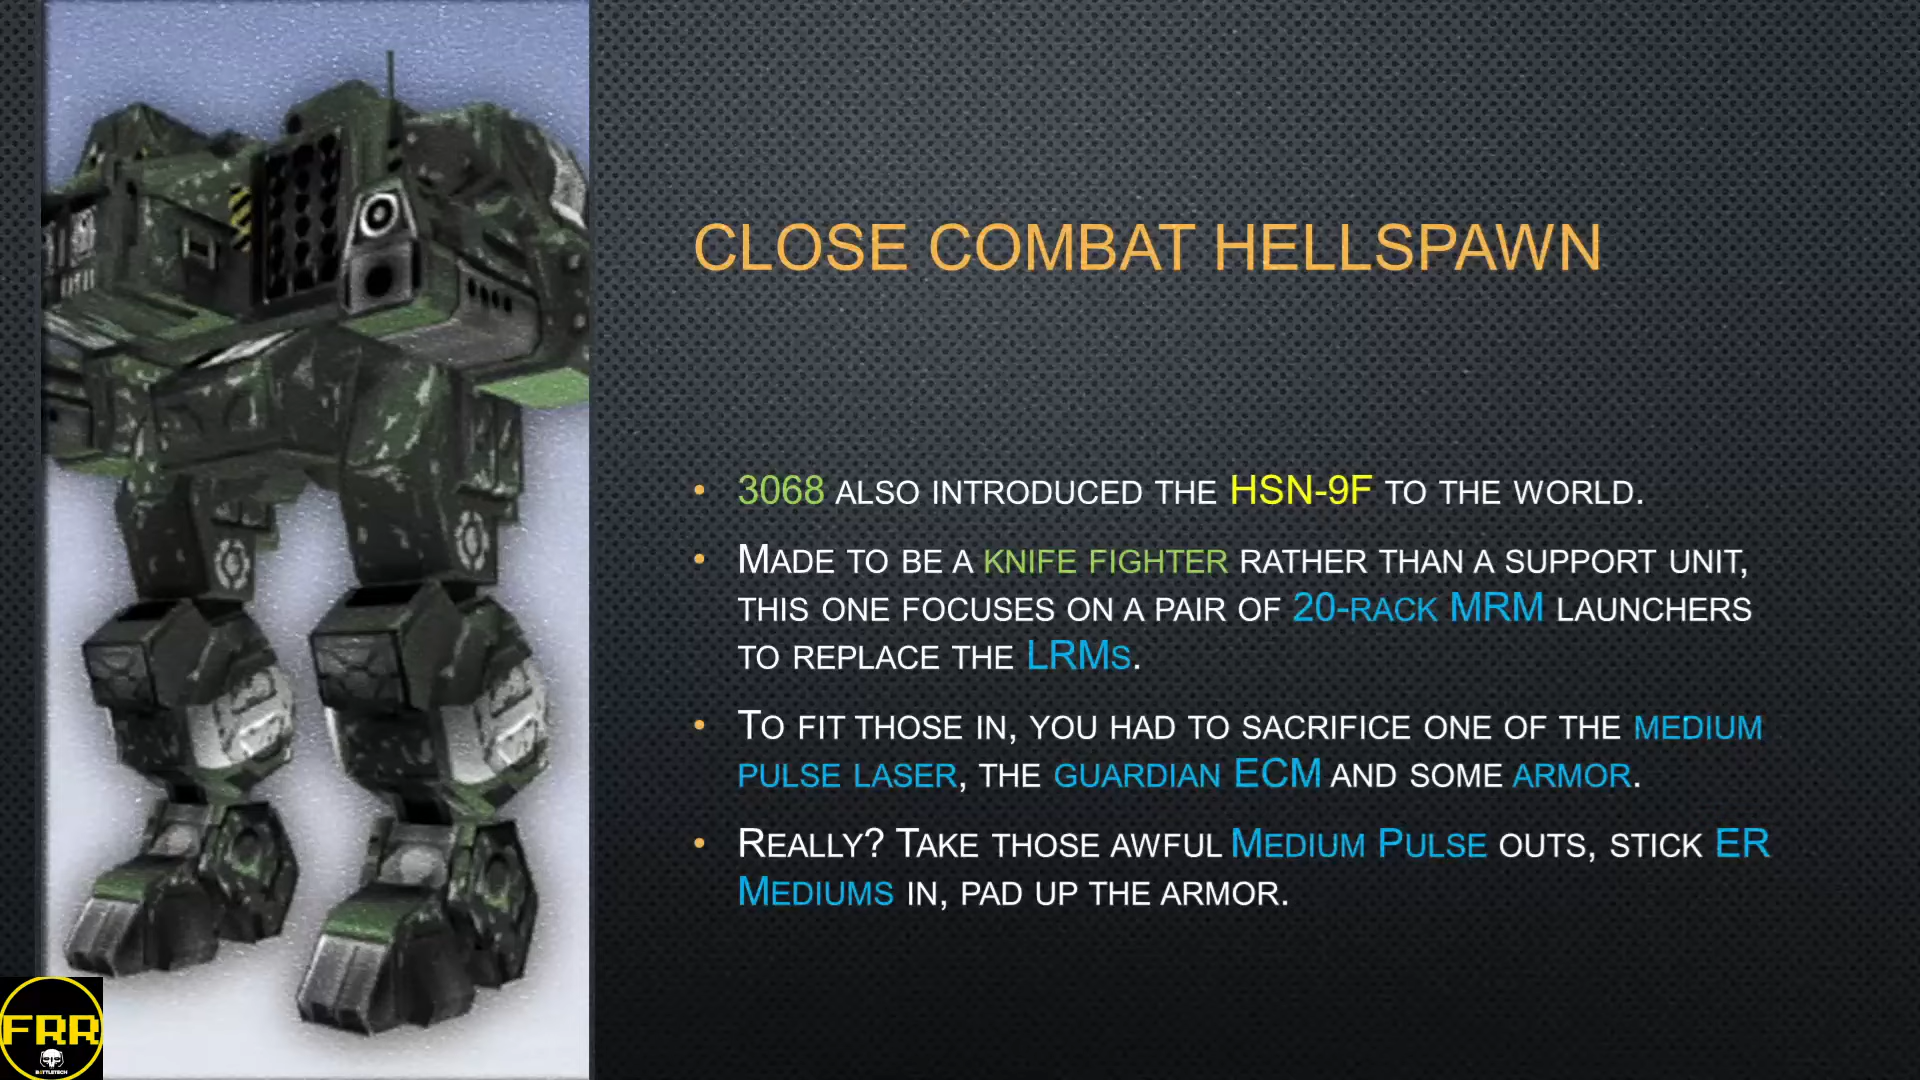 CLOSE COMBAT HELLSPAWN
• 3068 ALSO INTRODUCED THE HSN-9F TO THE WORLD.
• MADE TO BE A KNIFE FIGHTER RATHER THAN A SUPPORT UNIT,
THIS ONE FOCUSES ON A PAIR OF 20-RACK MRM LAUNCHERS
TO REPLACE THE LRMS.
• TO FIT THOSE IN, YOU HAD TO SACRIFICE ONE OF THE MEDIUM
PULSE LASER, THE GUARDIAN ECM AND SOME ARMOR.
• REALLY? TAKE THOSE AWFUL MEDIUM PULSE OUTS, STICK ER
MEDIUMS IN, PAD UP THE ARMOR.
FRR
BATTLETECH